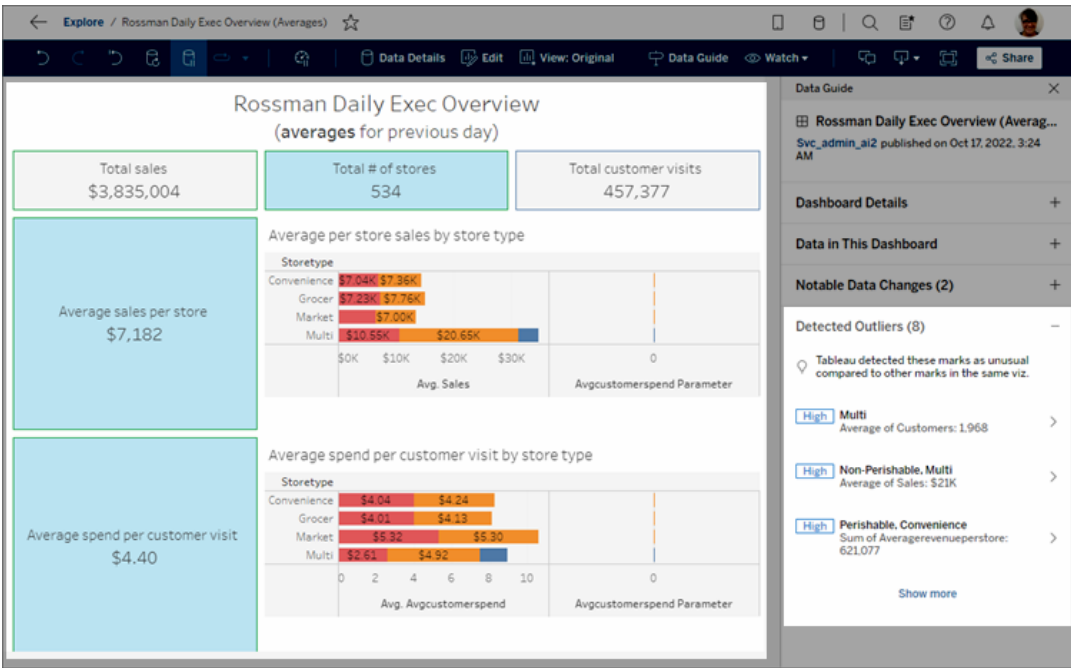 Explore / Rossman Daily Exec Overview (Averages)
Data Details Edit View: Original Data Guide Watch Share
Rossman Daily Exec Overview
(averages for previous day)
Total sales
$3,835,004
Total # of stores
534
Total customer visits
457,377
Average sales per store
$7,182
Average per store sales by store type
Storetype
Convenience $7.04K $7.36K
Grocer $7.23K $7.76K
Market $7.00K
Multi $10.55K $20.65K
$0K $10K $20K $30K 0
Avg. Sales Avgcustomerspend Parameter
Average spend per customer visit
$4.40
Average spend per customer visit by store type
Storetype
Convenience $4.04 $4.24
Grocer $4.01 $4.13
Market $5.32 $5.30
Multi $2.61 $4.92
0 2 4 6 8 10 0
Avg. Avgcustomerspend Avgcustomerspend Parameter
Data Guide
Rossman Daily Exec Overview (Averag...
Svc_admin_ai2 published on Oct 17, 2022, 3:24
AM
Dashboard Details
Data in This Dashboard
Notable Data Changes (2)
Detected Outliers (8)
Tableau detected these marks as unusual
compared to other marks in the same viz.
High Multi
Average of Customers: 1,968
High Non-Perishable, Multi
Average of Sales: $21K
High Perishable, Convenience
Sum of Averagerevenueperstore:
621,077
Show more